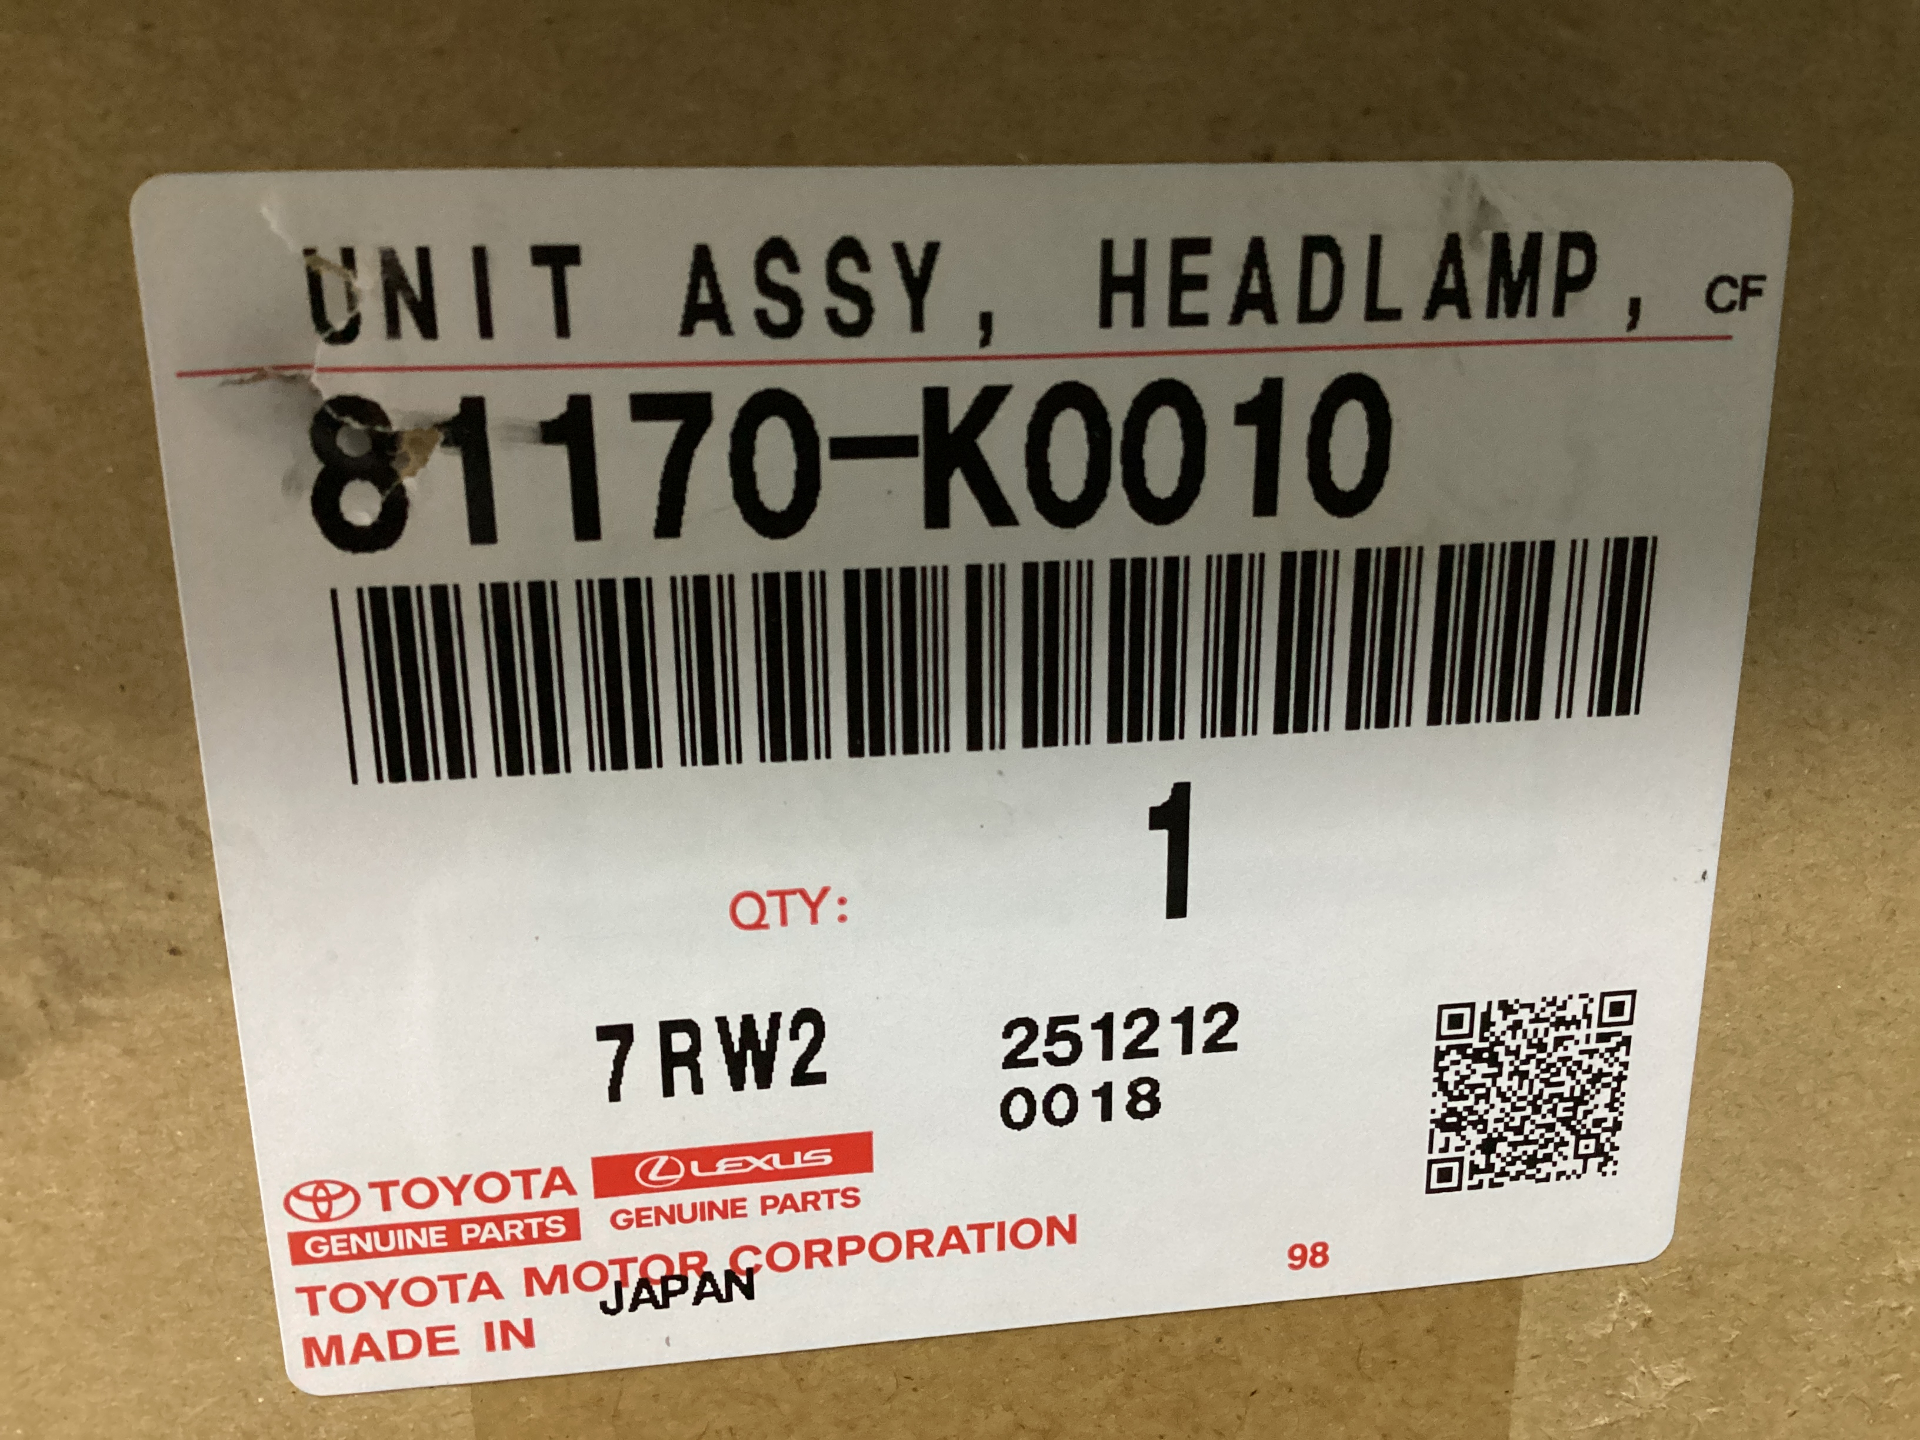 UNIT ASSY, HEADLAMP, CF
81170-K0010
QTY: 1
7RW2 251212
0018
TOYOTA LEXUS
GENUINE PARTS GENUINE PARTS
TOYOTA MOTOR CORPORATION
MADE IN JAPAN
98